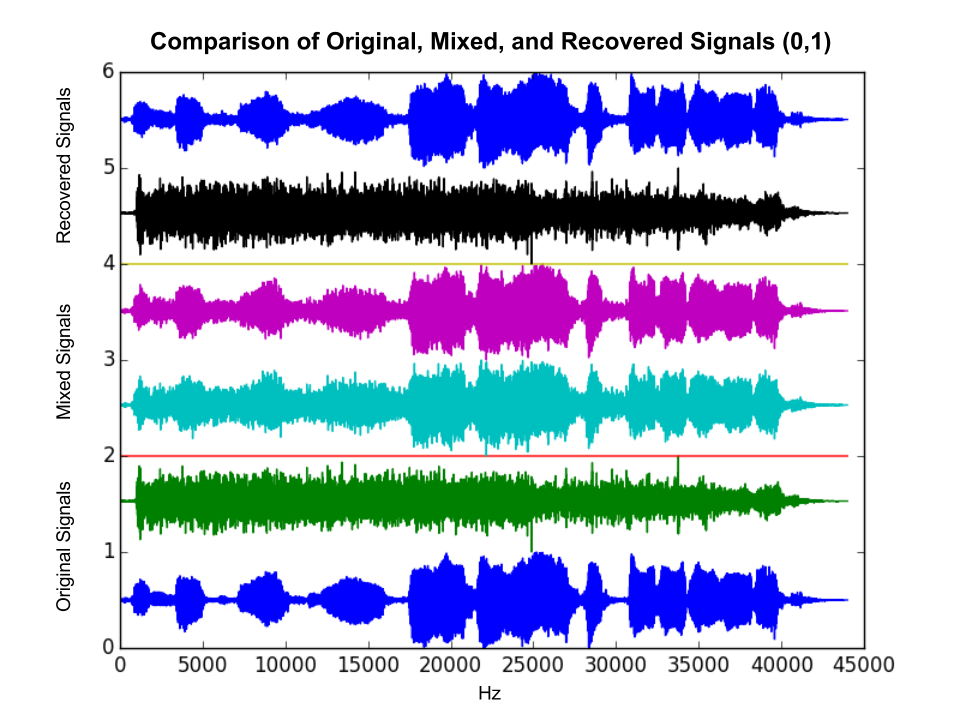 Comparison of Original, Mixed, and Recovered Signals (0,1)
6
5
4
3
2
1
0
Recovered Signals
Mixed Signals
Original Signals
0 5000 10000 15000 20000 25000 30000 35000 40000 45000
Hz